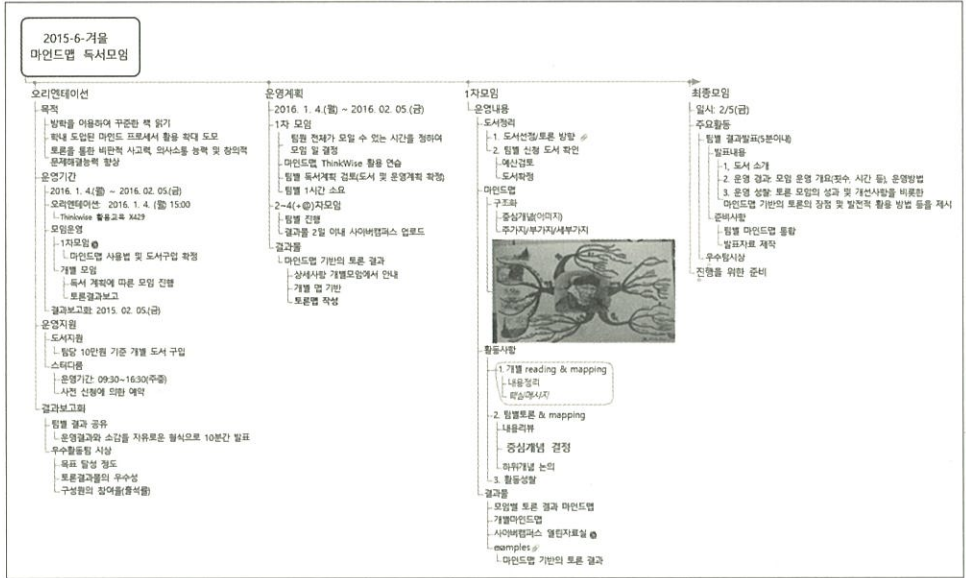 2015-6-겨울
마인드맵 독서모임
오리엔테이션
목적
방학을 이용하여 꾸준한 책 읽기
학내 도입된 마인드 프로세서 활용 확대 도모
토론을 통한 비판적 사고력, 의사소통 능력 및 창의적
문제해결능력 향상
운영기간
2016. 1. 4.(월) ~ 2016. 02. 05.(금)
오리엔테이션: 2016. 1. 4. (월) 15:00
Thinkwise 활용교육 X429
모임운영
1차모임
마인드맵 사용법 및 도서구입 확정
개별 모임
독서 계획에 따른 모임 진행
토론결과보고
결과보고회: 2015. 02. 05.(금)
운영지원
도서지원
팀당 10만원 기준 개별 도서 구입
스터디룸
운영기간: 09:30~16:30(주중)
사전 신청에 의한 예약
결과보고회
팀별 결과 공유
운영결과와 소감을 자유로운 형식으로 10분간 발표
우수활동팀 시상
목표 달성 정도
토론결과물의 우수성
구성원의 참여율(출석률)
운영계획
2016. 1. 4.(월) ~ 2016. 02. 05.(금)
1차 모임
팀원 전체가 모일 수 있는 시간을 정하여
모임 일 결정
마인드맵, ThinkWise 활용 연습
팀별 독서계획 검토(도서 및 운영계획 확정)
팀별 1시간 소요
2~4(+@)차모임
팀별 진행
결과물 2일 이내 사이버캠퍼스 업로드
결과물
마인드맵 기반의 토론 결과
상세사항 개별모임에서 안내
개별 맵 기반
토론맵 작성
1차모임
운영내용
도서정리
1. 도서선정/토론 방향
2. 팀별 신청 도서 확인
예산검토
도서확정
마인드맵
구조화
중심개념(이미지)
주가지/부가지/세부가지
활동사항
1. 개별 reading & mapping
내용정리
핵심메시지
2. 팀별토론 & mapping
내용리뷰
중심개념 결정
하위개념 논의
3. 활동성찰
결과물
모임별 토론 결과 마인드맵
개별마인드맵
사이버캠퍼스 열린자료실
examples
마인드맵 기반의 토론 결과
최종모임
일시: 2/5(금)
주요활동
팀별 결과발표(5분이내)
발표내용
1. 도서 소개
2. 운영 경과: 모임 운영 개요(횟수, 시간 등), 운영방법
3. 운영 성찰: 토론 모임의 성과 및 개선사항을 비롯한
마인드맵 기반의 토론의 장점 및 발전적 활용 방법 등을 제시
준비사항
팀별 마인드맵 통합
발표자료 제작
우수팀시상
진행을 위한 준비